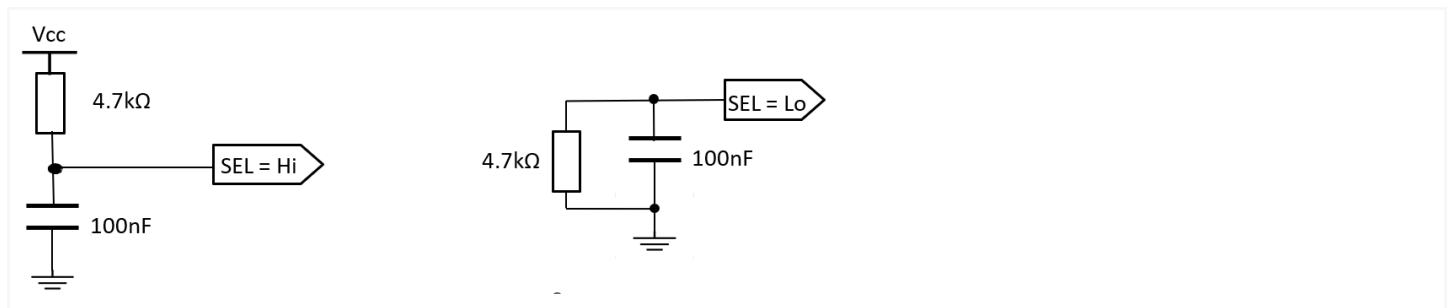 Vcc
4.7kΩ
SEL = Hi
100nF
SEL = Lo
4.7kΩ
100nF